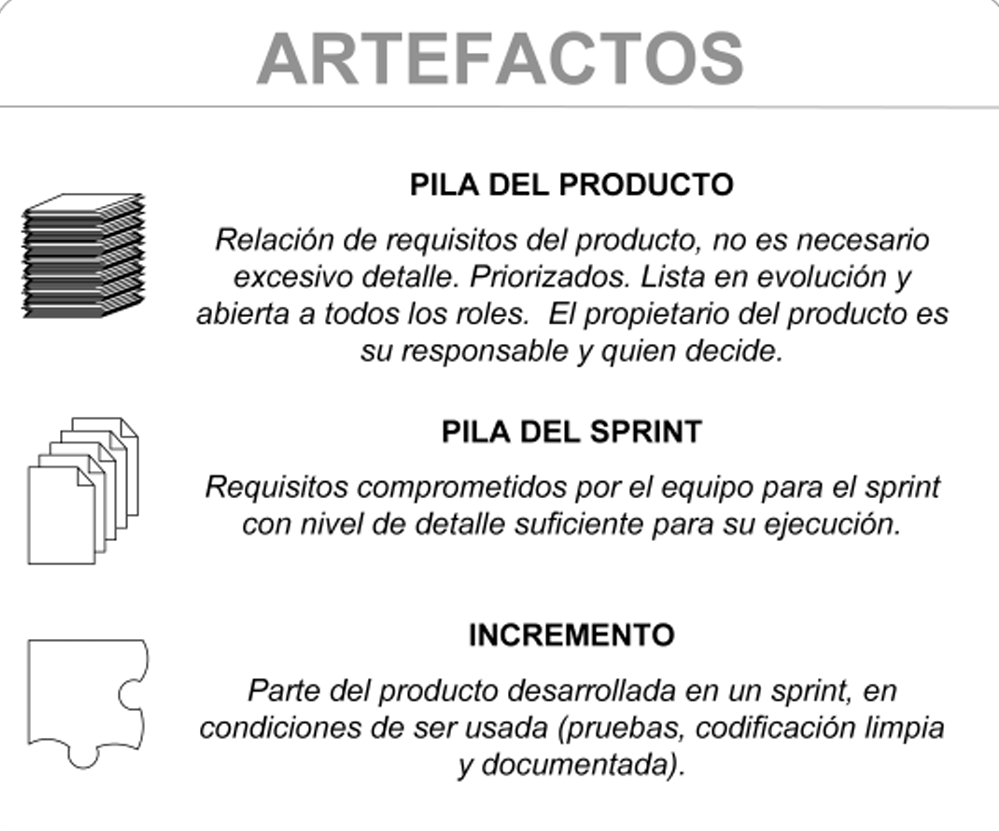 ARTEFACTOS
PILA DEL PRODUCTO
Relación de requisitos del producto, no es necesario
excesivo detalle. Priorizados. Lista en evolución y
abierta a todos los roles. El propietario del producto es
su responsable y quien decide.
PILA DEL SPRINT
Requisitos comprometidos por el equipo para el sprint
con nivel de detalle suficiente para su ejecución.
INCREMENTO
Parte del producto desarrollada en un sprint, en
condiciones de ser usada (pruebas, codificación limpia
y documentada).